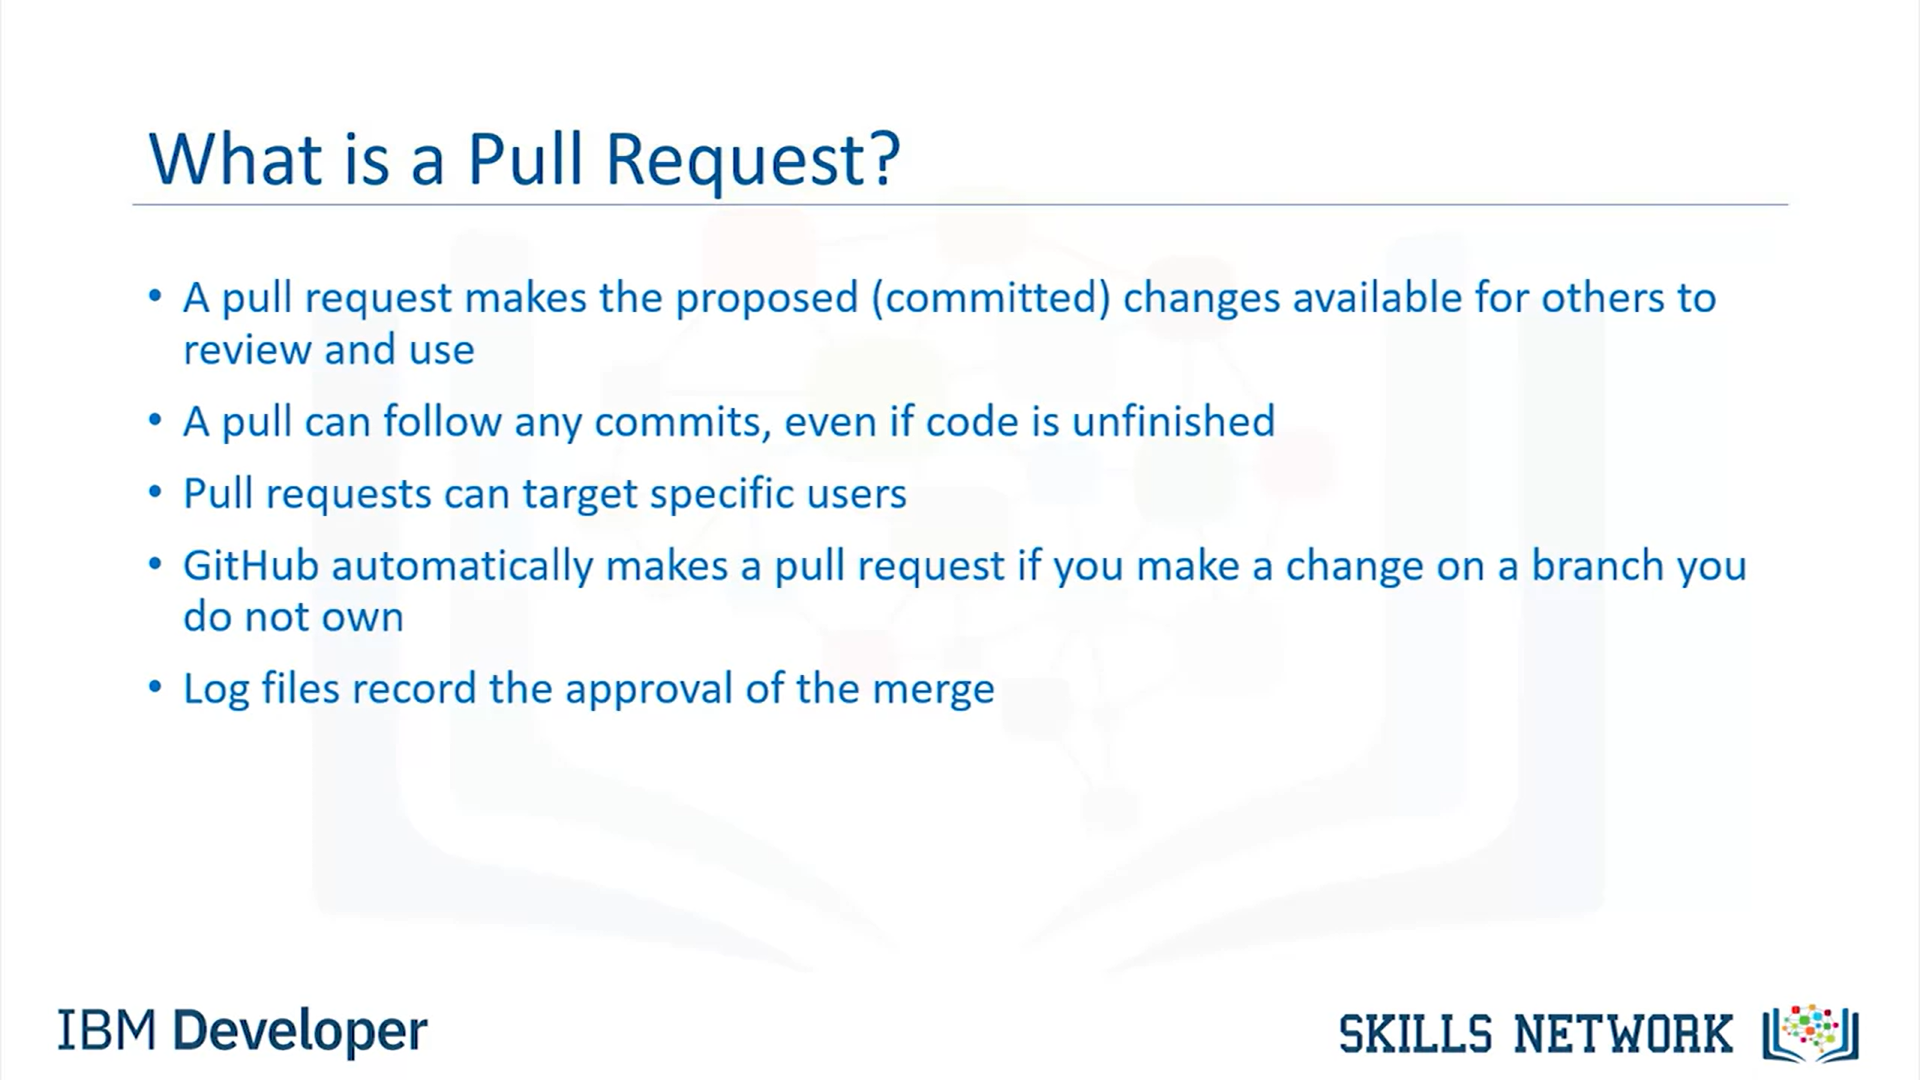 What is a Pull Request?
• A pull request makes the proposed (committed) changes available for others to
review and use
• A pull can follow any commits, even if code is unfinished
• Pull requests can target specific users
• GitHub automatically makes a pull request if you make a change on a branch you
do not own
• Log files record the approval of the merge
IBM Developer
SKILLS NETWORK